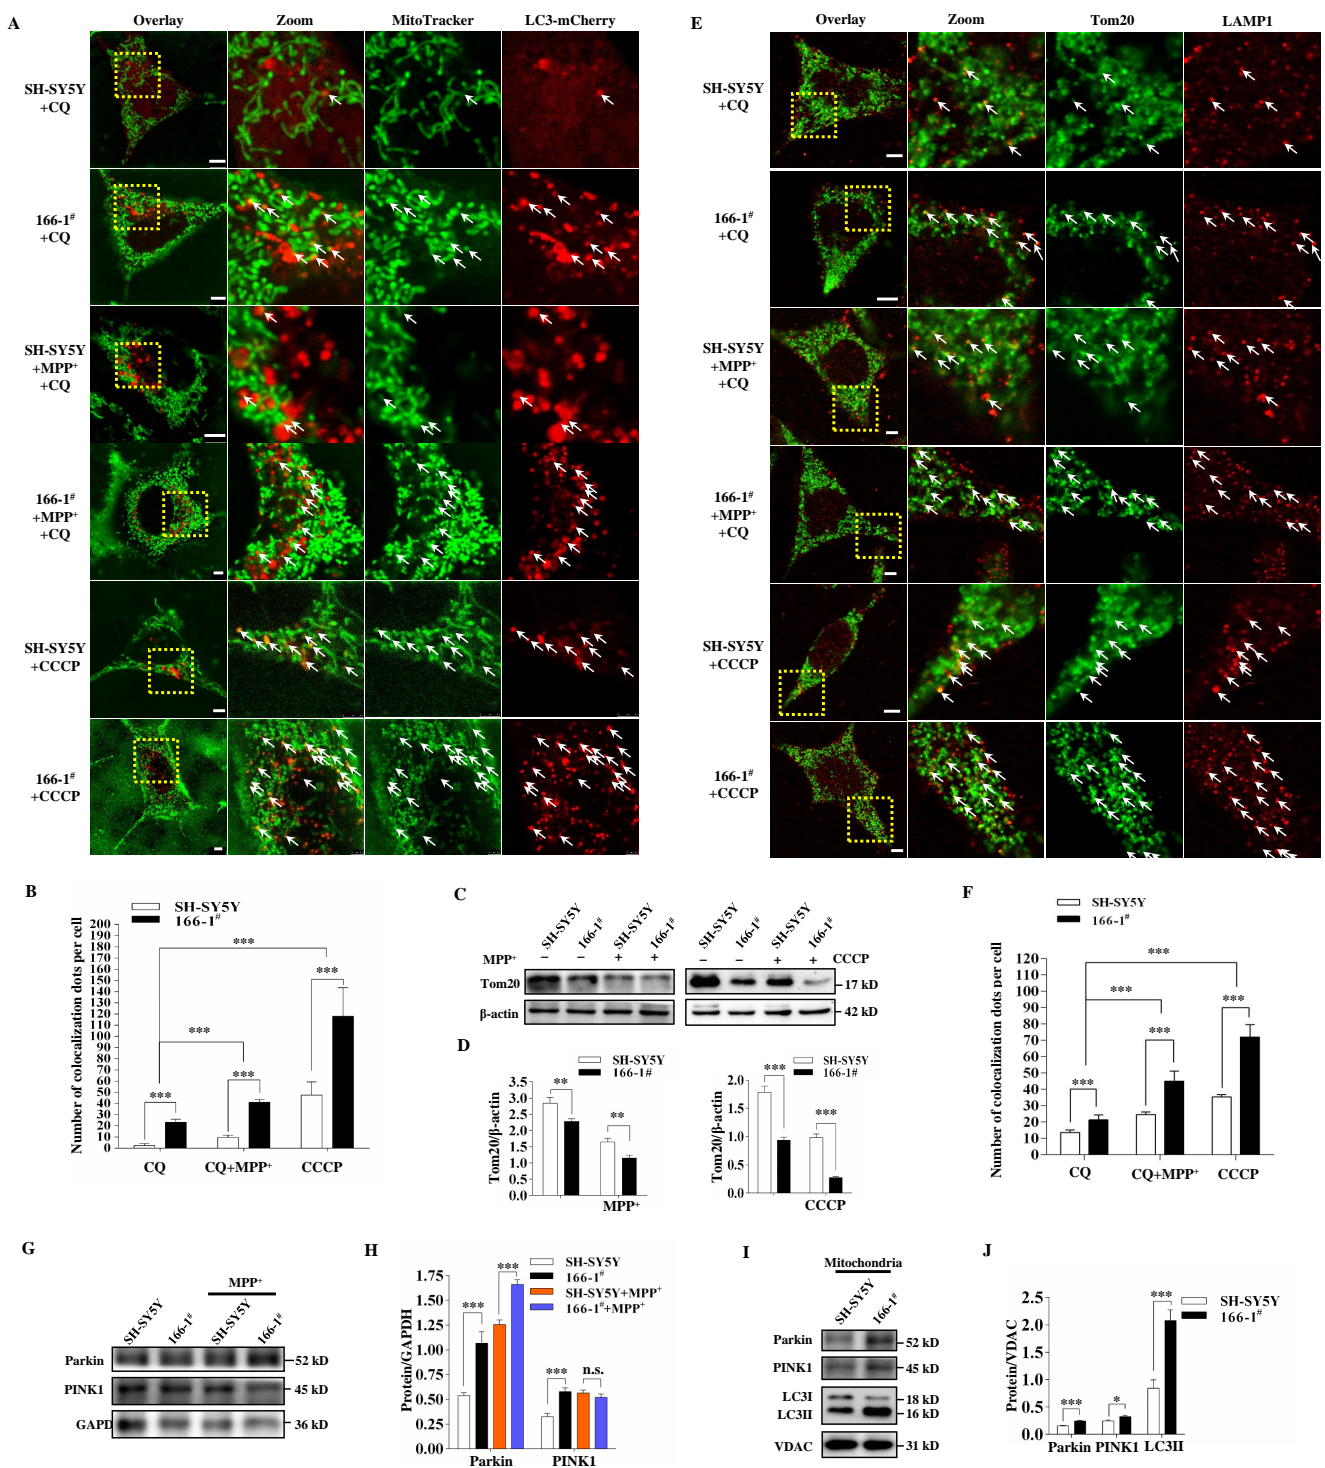 A
Overlay Zoom MitoTracker LC3-mCherry
SH-SY5Y
+CQ
166-1#
+CQ
SH-SY5Y
+MPP+
+CQ
166-1#
+MPP+
+CQ
SH-SY5Y
+CCCP
166-1#
+CCCP
E
Overlay Zoom Tom20 LAMP1
SH-SY5Y
+CQ
166-1#
+CQ
SH-SY5Y
+MPP+
+CQ
166-1#
+MPP+
+CQ
SH-SY5Y
+CCCP
166-1#
+CCCP
B
SH-SY5Y
166-1#
Number of colocalization dots per cell
200
190
180
170
160
150
140
130
120
110
100
90
80
70
60
50
40
30
20
10
0
*** *** *** *** ***
CQ CQ+MPP+ CCCP
C
SH-SY5Y 166-1# SH-SY5Y 166-1# SH-SY5Y 166-1# SH-SY5Y 166-1#
MPP+ − − + + − − + + CCCP
Tom20 17 kD
β-actin 42 kD
D
SH-SY5Y
166-1#
Tom20/β-actin
3.5
3.0
2.5
2.0
1.5
1.0
0.5
0.0
** **
MPP+
SH-SY5Y
166-1#
Tom20/β-actin
2.0
1.5
1.0
0.5
0.0
*** ***
CCCP
F
SH-SY5Y
166-1#
Number of colocalization dots per cell
120
110
100
90
80
70
60
50
40
30
20
10
0
*** *** *** *** ***
CQ CQ+MPP+ CCCP
G
MPP+
SH-SY5Y 166-1# SH-SY5Y 166-1#
Parkin 52 kD
PINK1 45 kD
GAPD 36 kD
H
SH-SY5Y
166-1#
SH-SY5Y+MPP+
166-1#+MPP+
Protein/GAPDH
1.75
1.50
1.25
1.00
0.75
0.50
0.25
0.00
*** *** *** n.s.
Parkin PINK1
I
Mitochondria
SH-SY5Y 166-1#
Parkin 52 kD
PINK1 45 kD
LC3I 18 kD
LC3II 16 kD
VDAC 31 kD
J
SH-SY5Y
166-1#
Protein/VDAC
2.5
2.0
1.5
1.0
0.5
0.0
*** * ***
Parkin PINK1 LC3II